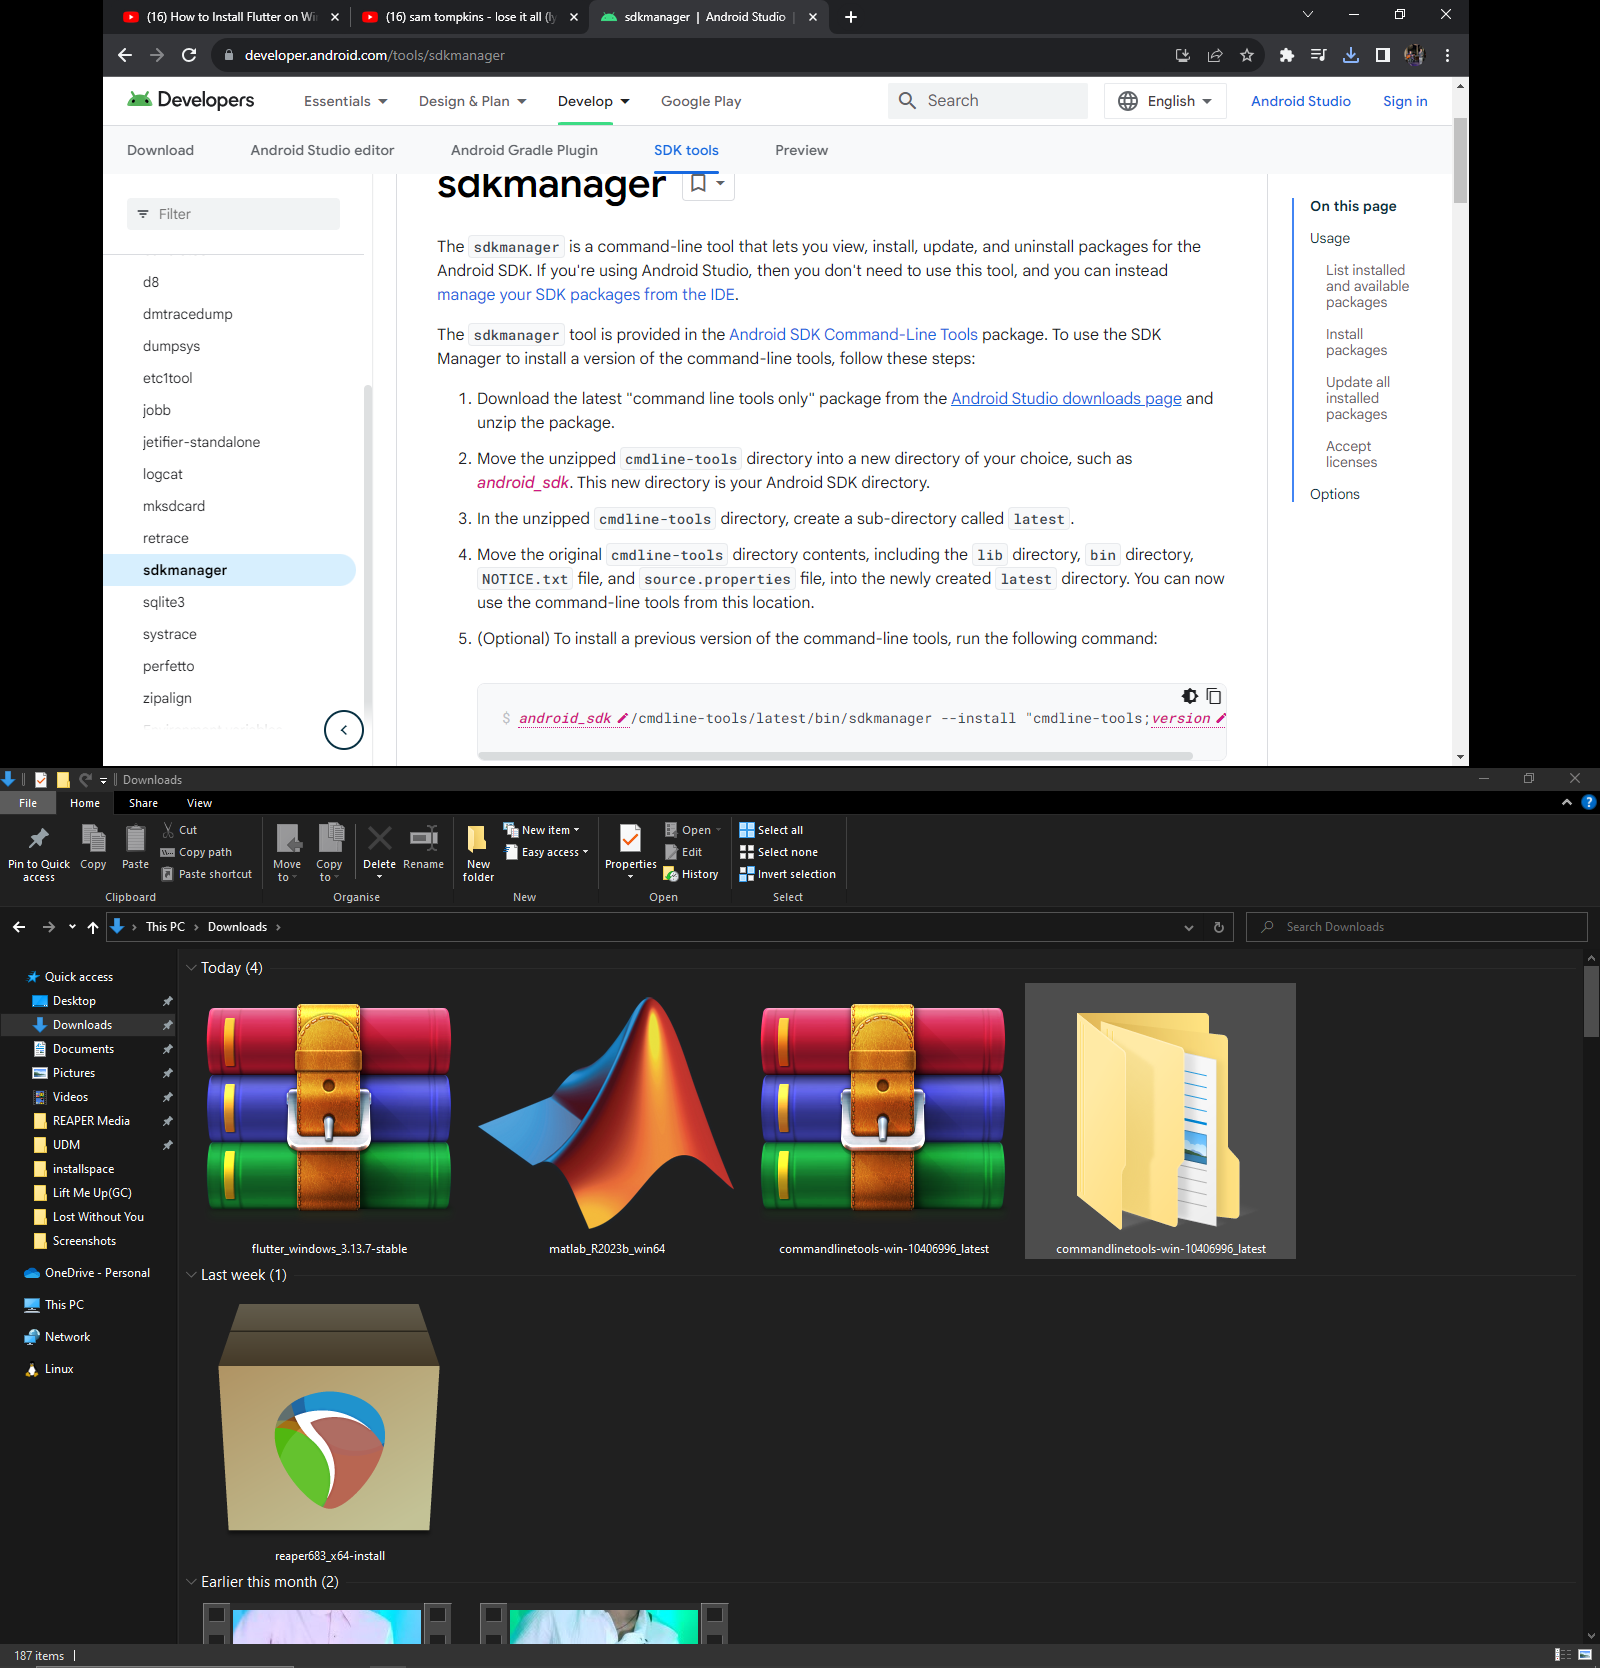 (16) How to Install Flutter on Wi
(16) sam tompkins - lose it all (ly
sdkmanager | Android Studio |
developer.android.com/tools/sdkmanager
Developers
Essentials
Design & Plan
Develop
Google Play
Search
English
Android Studio
Sign in
Download
Android Studio editor
Android Gradle Plugin
SDK tools
Preview
Filter
d8
dmtracedump
dumpsys
etc1tool
jobb
jetifier-standalone
logcat
mksdcard
retrace
sdkmanager
sqlite3
systrace
perfetto
zipalign
sdkmanager
The sdkmanager is a command-line tool that lets you view, install, update, and uninstall packages for the
Android SDK. If you're using Android Studio, then you don't need to use this tool, and you can instead
manage your SDK packages from the IDE.
The sdkmanager tool is provided in the Android SDK Command-Line Tools package. To use the SDK
Manager to install a version of the command-line tools, follow these steps:
1. Download the latest "command line tools only" package from the Android Studio downloads page and
unzip the package.
2. Move the unzipped cmdline-tools directory into a new directory of your choice, such as
android_sdk. This new directory is your Android SDK directory.
3. In the unzipped cmdline-tools directory, create a sub-directory called latest.
4. Move the original cmdline-tools directory contents, including the lib directory, bin directory,
NOTICE.txt file, and source.properties file, into the newly created latest directory. You can now
use the command-line tools from this location.
5. (Optional) To install a previous version of the command-line tools, run the following command:
$ android_sdk/cmdline-tools/latest/bin/sdkmanager --install "cmdline-tools;version
On this page
Usage
List installed
and available
packages
Install
packages
Update all
installed
packages
Accept
licenses
Options
Downloads
File
Home
Share
View
Pin to Quick
access
Copy
Paste
Cut
Copy path
Paste shortcut
Clipboard
Move
to
Copy
to
Delete
Rename
Organise
New
folder
New item
Easy access
New
Properties
Open
Edit
History
Open
Select all
Select none
Invert selection
Select
This PC
Downloads
Search Downloads
Quick access
Desktop
Downloads
Documents
Pictures
Videos
REAPER Media
UDM
installspace
Lift Me Up(GC)
Lost Without You
Screenshots
OneDrive - Personal
This PC
Network
Linux
Today (4)
flutter_windows_3.13.7-stable
matlab_R2023b_win64
commandlinetools-win-10406996_latest
commandlinetools-win-10406996_latest
Last week (1)
reaper683_x64-install
Earlier this month (2)
187 items